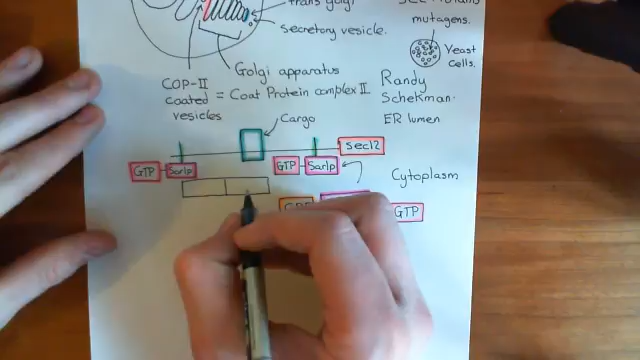 trans Golgi
mutagens.
secretory vesicle.
Yeast
cells.
Golgi apparatus
COP-II
coated = Coat Protein complex II
vesicles
Randy
Schekman.
ER lumen
Cargo
Sec12
GTP Sar1p GTP Sar1p
Cytoplasm
GTP